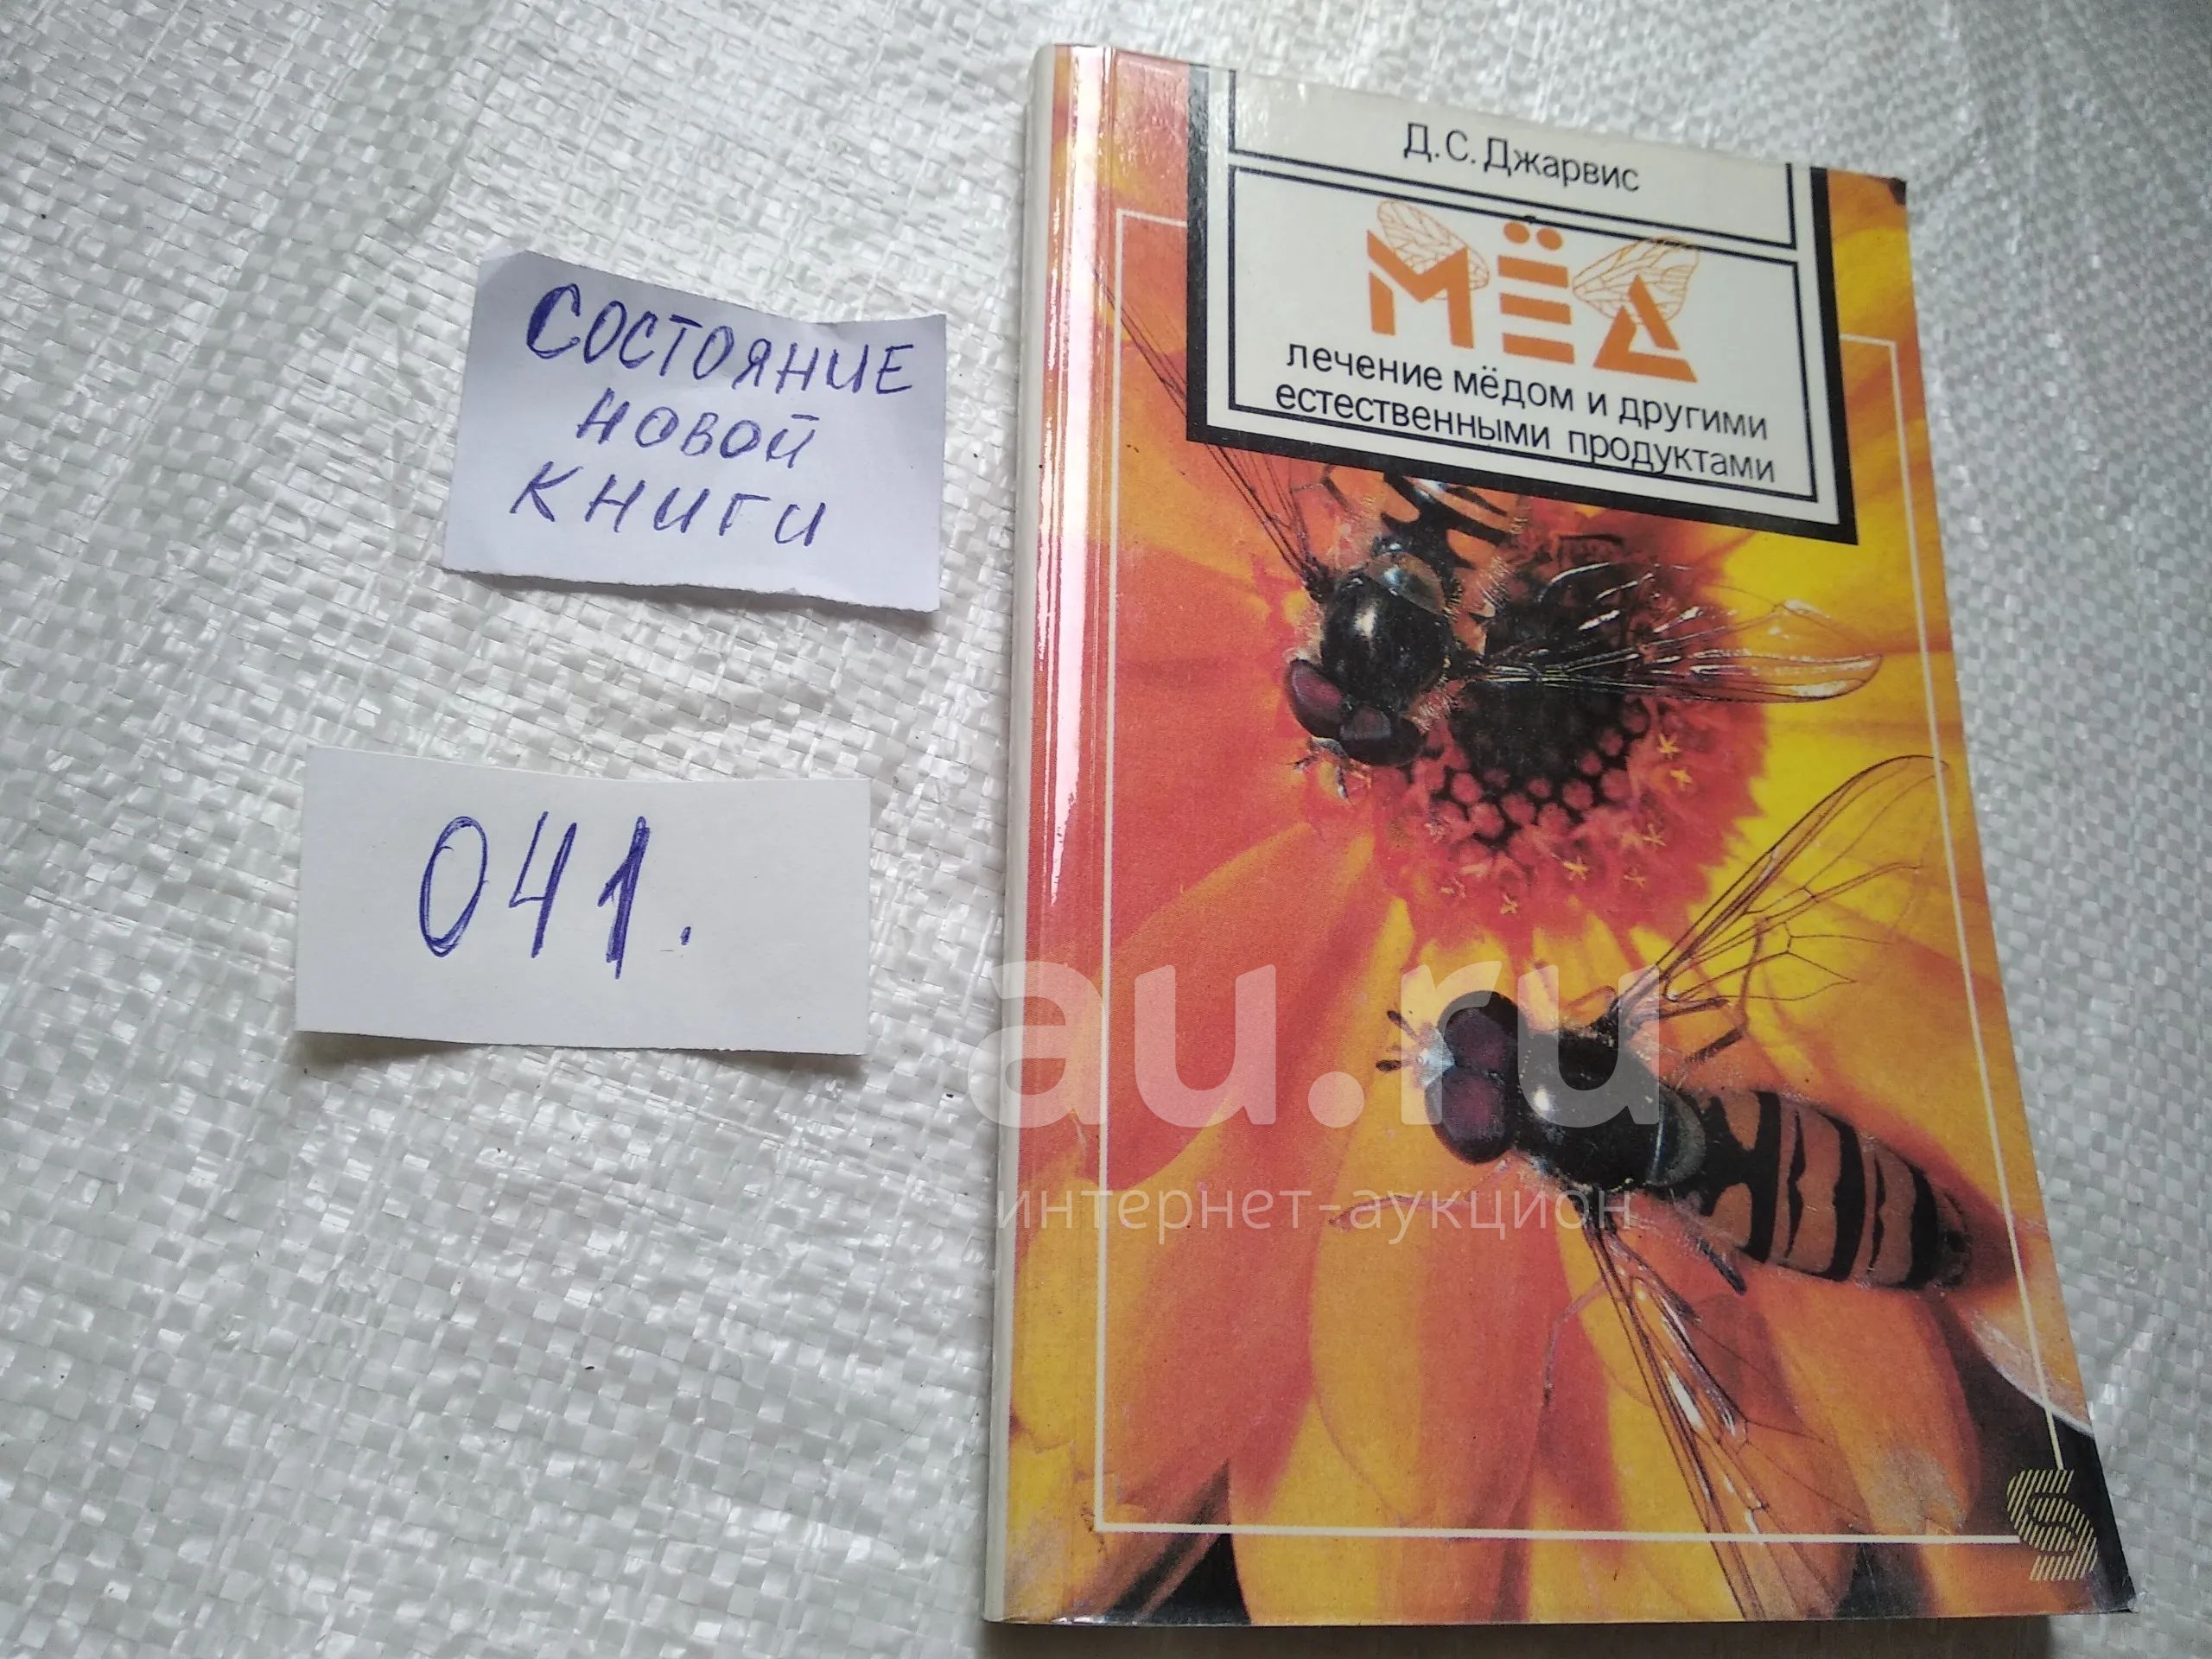 СОСТОЯНИЕ
НОВОЙ
КНИГИ
041.
Д.С.Джарвис
МЁД
лечение мёдом и другими
естественными продуктами
au.ru
интернет-аукцион
S